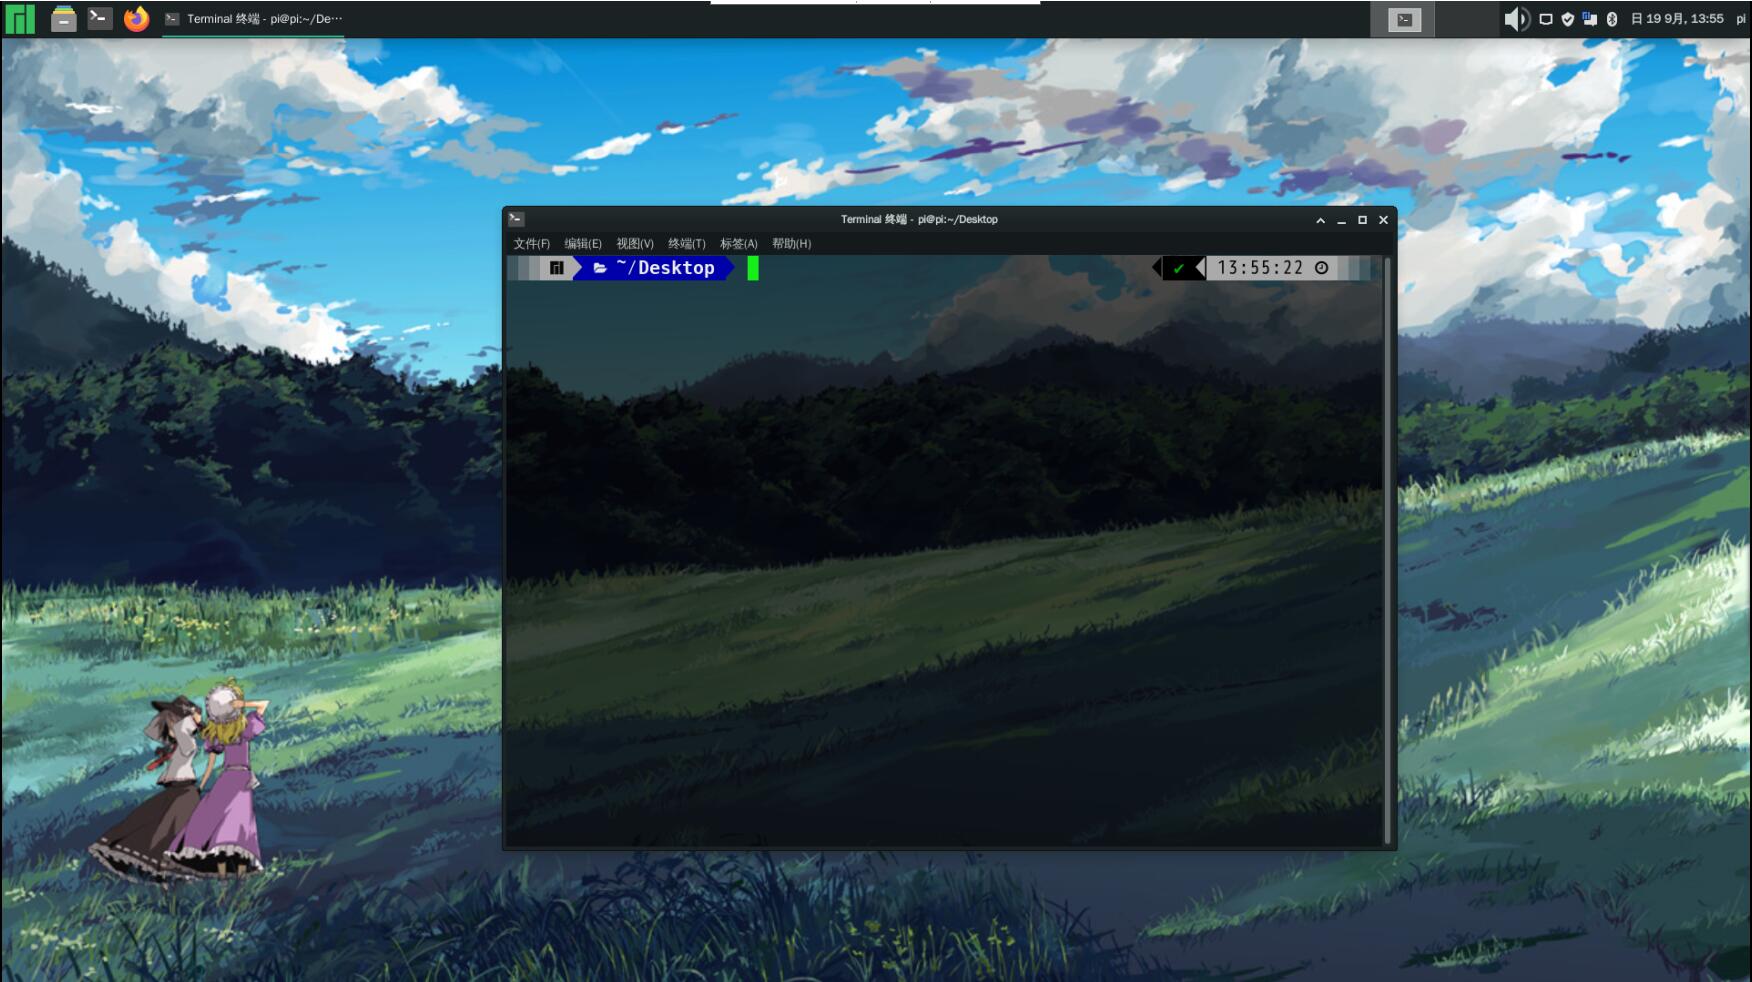 Terminal 终端 - pi@pi:~/De…
日 19 9月, 13:55 pi
Terminal 终端 - pi@pi:~/Desktop
文件(F) 编辑(E) 视图(V) 终端(T) 标签(A) 帮助(H)
~/Desktop 13:55:22